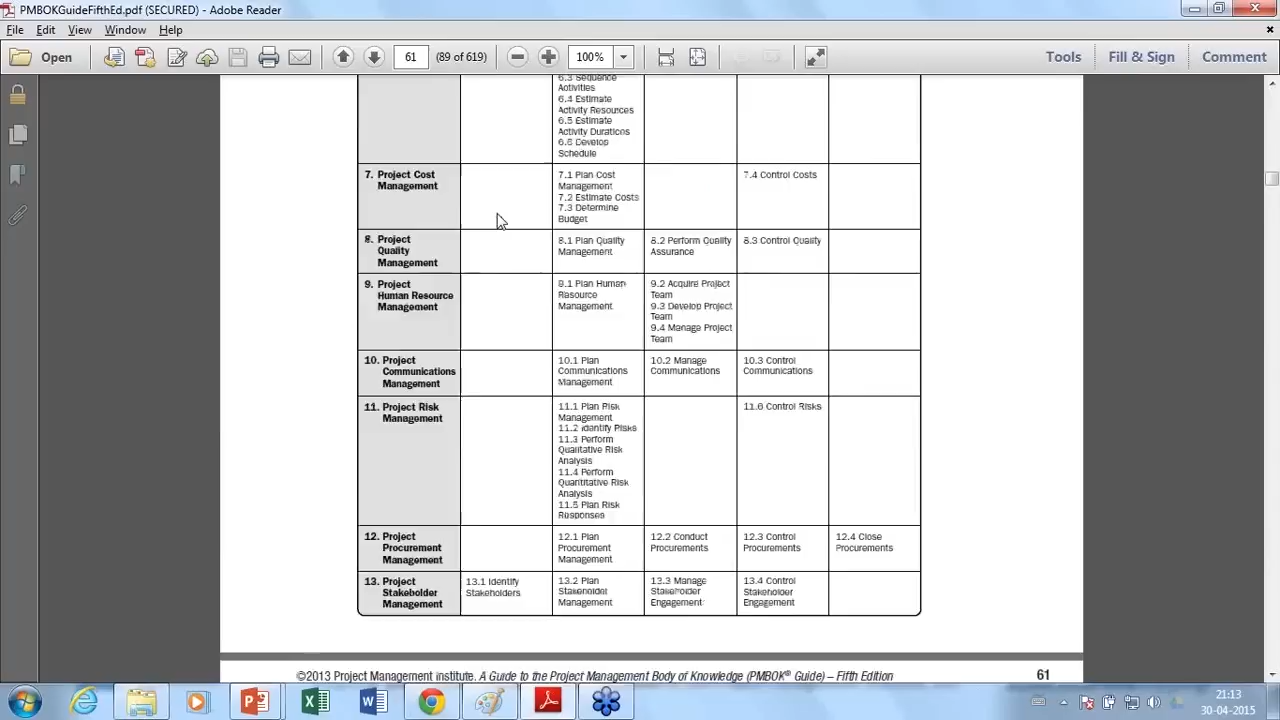 PMBOKGuideFifthEd.pdf (SECURED) - Adobe Reader
File Edit View Window Help
Open 61 (89 of 619) 100% Tools Fill & Sign Comment
6.3 Sequence
Activities
6.4 Estimate
Activity Resources
6.5 Estimate
Activity Durations
6.6 Develop
Schedule
7. Project Cost
Management
7.1 Plan Cost
Management
7.2 Estimate Costs
7.3 Determine
Budget
7.4 Control Costs
8. Project
Quality
Management
8.1 Plan Quality
Management
8.2 Perform Quality
Assurance
8.3 Control Quality
9. Project
Human Resource
Management
9.1 Plan Human
Resource
Management
9.2 Acquire Project
Team
9.3 Develop Project
Team
9.4 Manage Project
Team
10. Project
Communications
Management
10.1 Plan
Communications
Management
10.2 Manage
Communications
10.3 Control
Communications
11. Project Risk
Management
11.1 Plan Risk
Management
11.2 Identify Risks
11.3 Perform
Qualitative Risk
Analysis
11.4 Perform
Quantitative Risk
Analysis
11.5 Plan Risk
Responses
11.6 Control Risks
12. Project
Procurement
Management
12.1 Plan
Procurement
Management
12.2 Conduct
Procurements
12.3 Control
Procurements
12.4 Close
Procurements
13. Project
Stakeholder
Management
13.1 Identify
Stakeholders
13.2 Plan
Stakeholder
Management
13.3 Manage
Stakeholder
Engagement
13.4 Control
Stakeholder
Engagement
©2013 Project Management Institute. A Guide to the Project Management Body of Knowledge (PMBOK® Guide) – Fifth Edition 61
21:13
30-04-2015